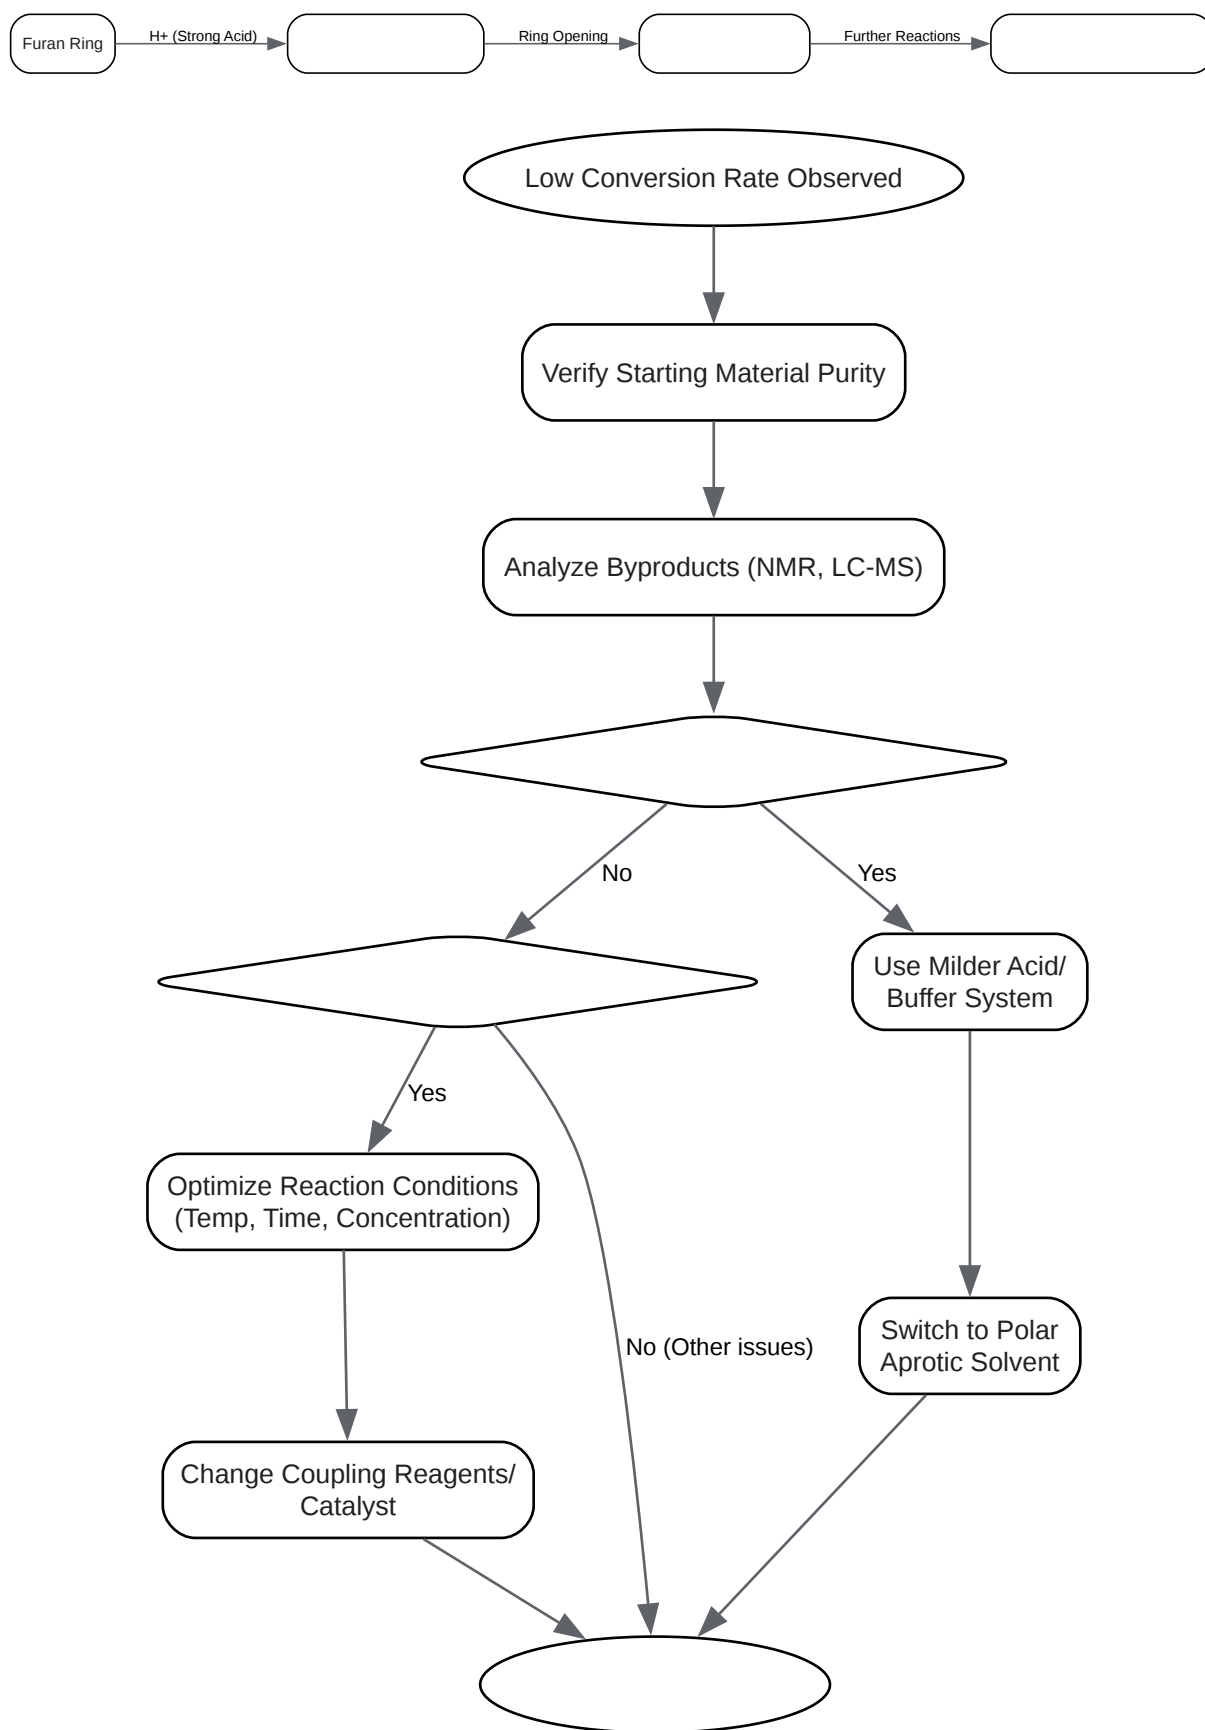 Furan Ring
H+ (Strong Acid)
Ring Opening
Further Reactions
Low Conversion Rate Observed
Verify Starting Material Purity
Analyze Byproducts (NMR, LC-MS)
No
Yes
Use Milder Acid/
Buffer System
Yes
Optimize Reaction Conditions
(Temp, Time, Concentration)
No (Other issues)
Switch to Polar
Aprotic Solvent
Change Coupling Reagents/
Catalyst